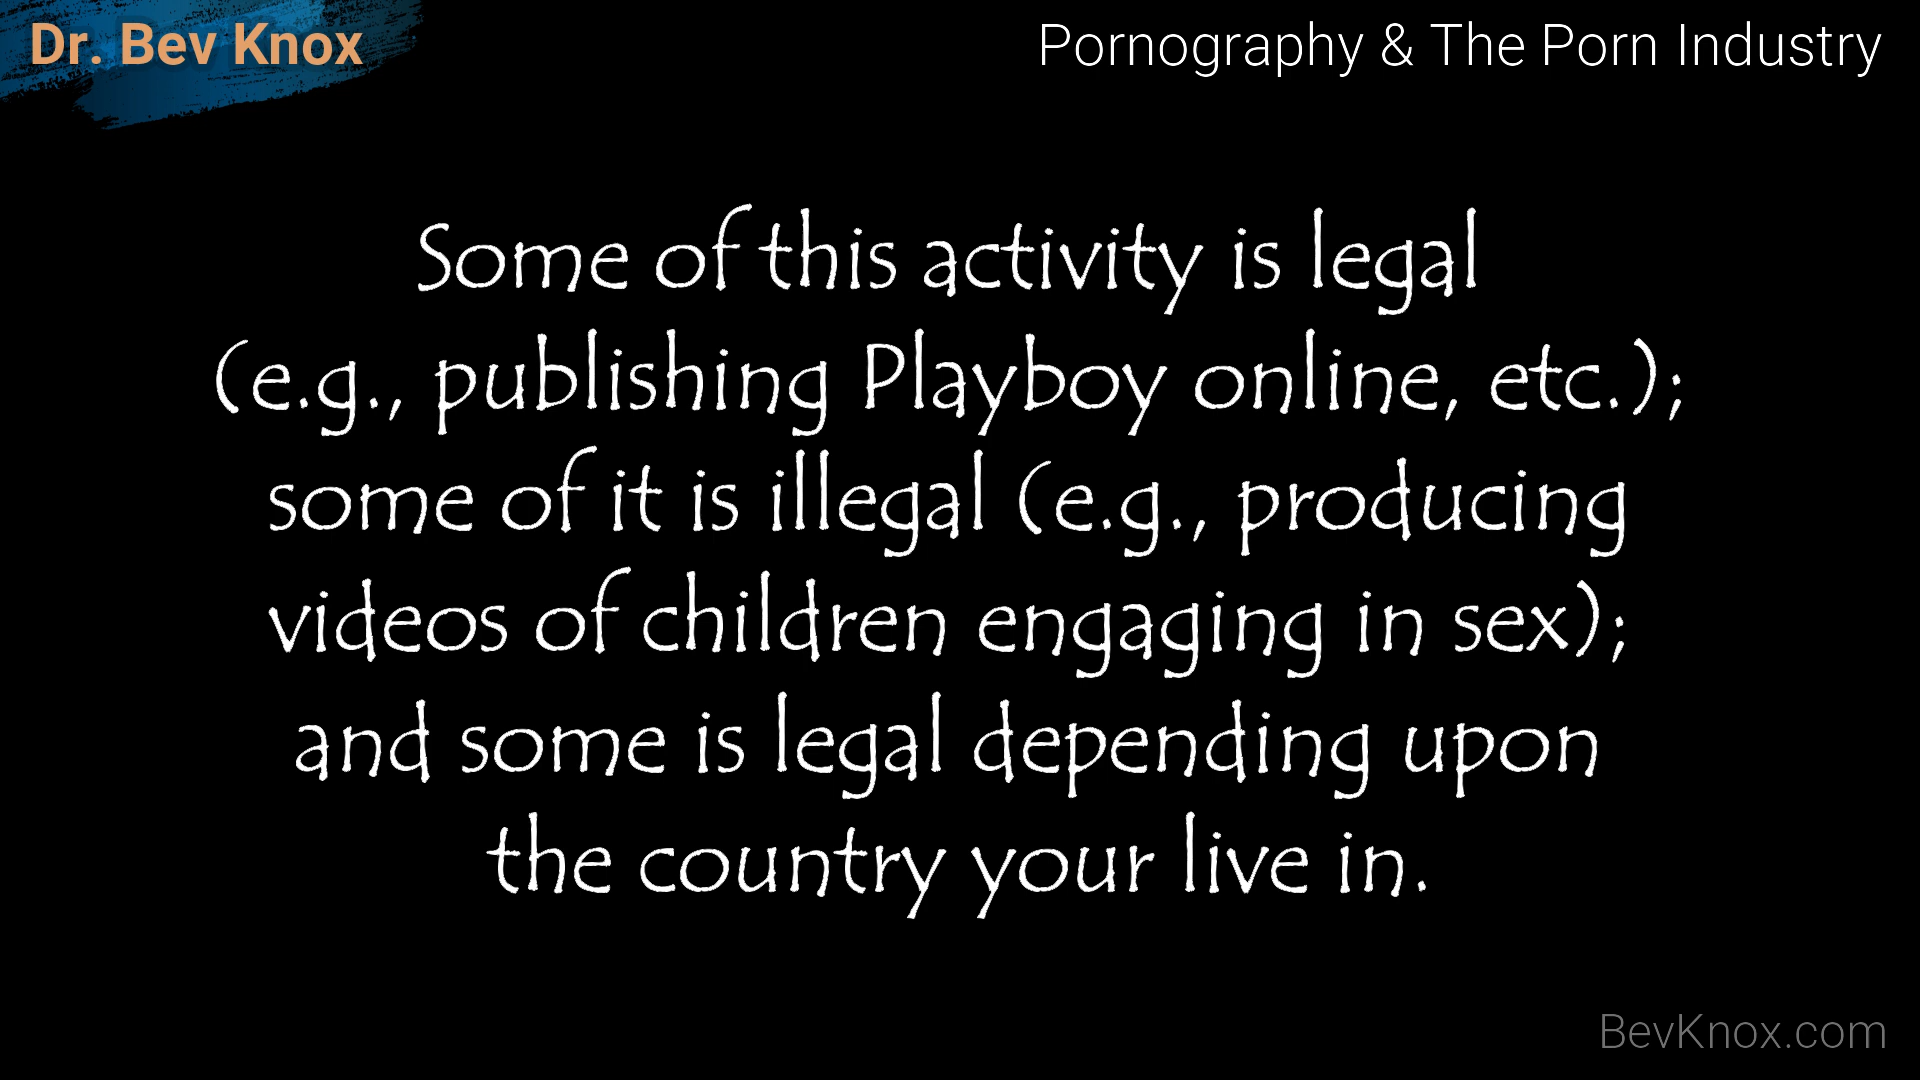 Dr. Bev Knox
Pornography & The Porn Industry
Some of this activity is legal
(e.g., publishing Playboy online, etc.);
some of it is illegal (e.g., producing
videos of children engaging in sex);
and some is legal depending upon
the country your live in.
BevKnox.com